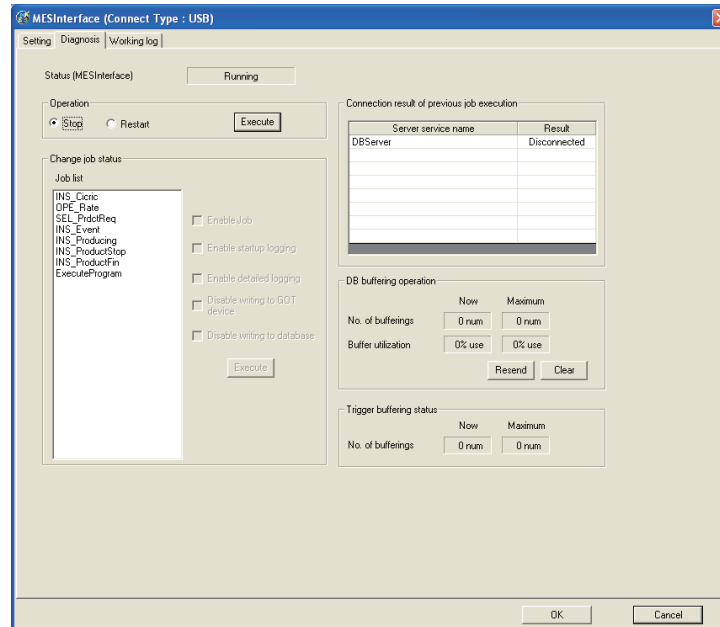 MESInterface (Connect Type : USB)
Setting Diagnosis Working log
Status (MESInterface) Running
Operation
Stop Restart Execute
Change job status
Job list
INS_Cicric
OPE_Rate
SEL_PrdctReq
INS_Event
INS_Producing
INS_ProductStop
INS_ProductFin
ExecuteProgram
Enable Job
Enable startup logging
Enable detailed logging
Disable writing to GOT
device
Disable writing to database
Execute
Connection result of previous job execution
Server service name Result
DBServer Disconnected
DB buffering operation
Now Maximum
No. of bufferings 0 num 0 num
Buffer utilization 0% use 0% use
Resend Clear
Trigger buffering status
Now Maximum
No. of bufferings 0 num 0 num
OK Cancel